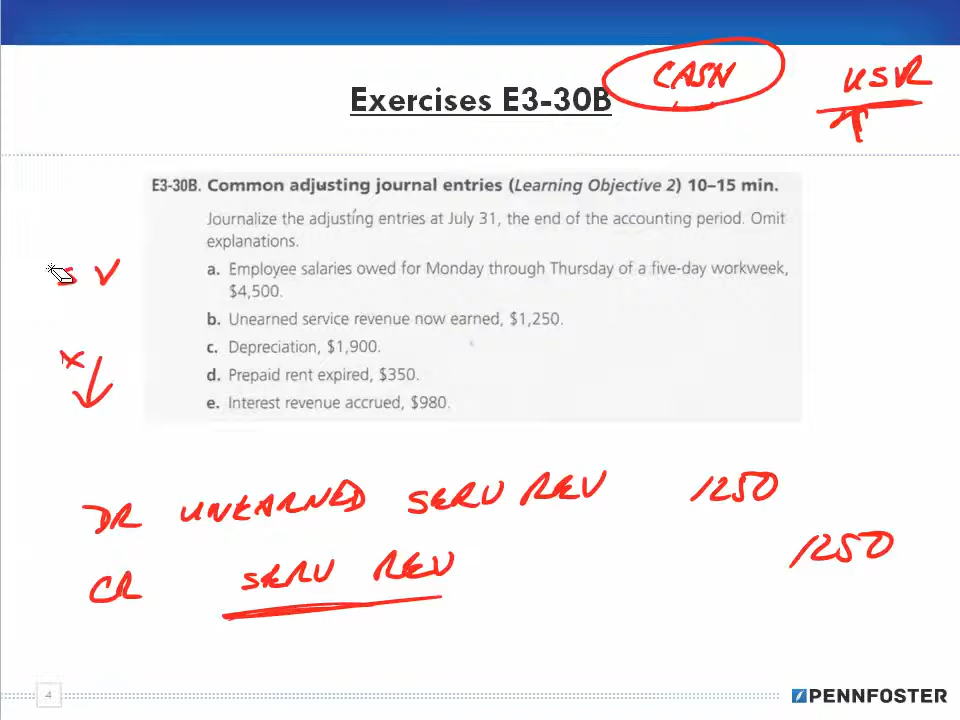 CASH
USVR
Exercises E3-30B
E3-30B. Common adjusting journal entries (Learning Objective 2) 10–15 min.
Journalize the adjusting entries at July 31, the end of the accounting period. Omit
explanations.
a. Employee salaries owed for Monday through Thursday of a five-day workweek,
$4,500.
b. Unearned service revenue now earned, $1,250.
c. Depreciation, $1,900.
d. Prepaid rent expired, $350.
e. Interest revenue accrued, $980.
DR UNEARNED SERV REV 1250
CR SERV REV 1250
4
PENNFOSTER